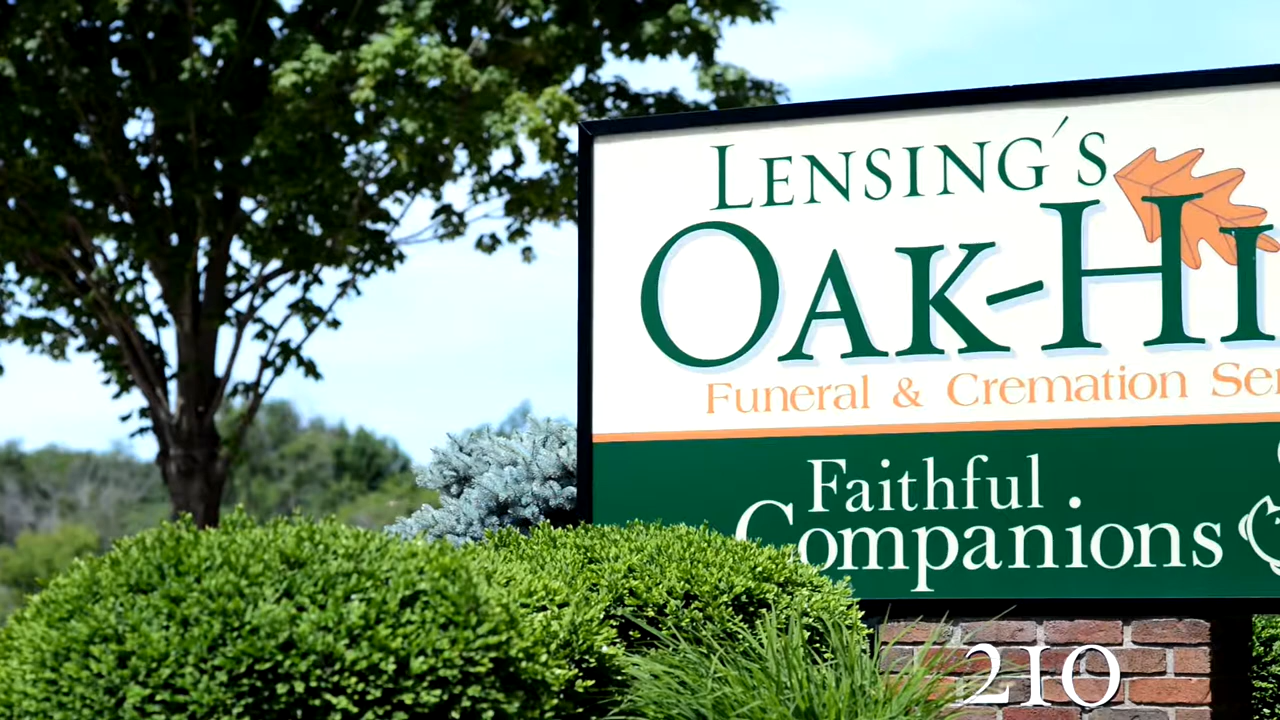 LENSING'S
OAK-HI
Funeral & Cremation Ser
Faithful
Companions
210